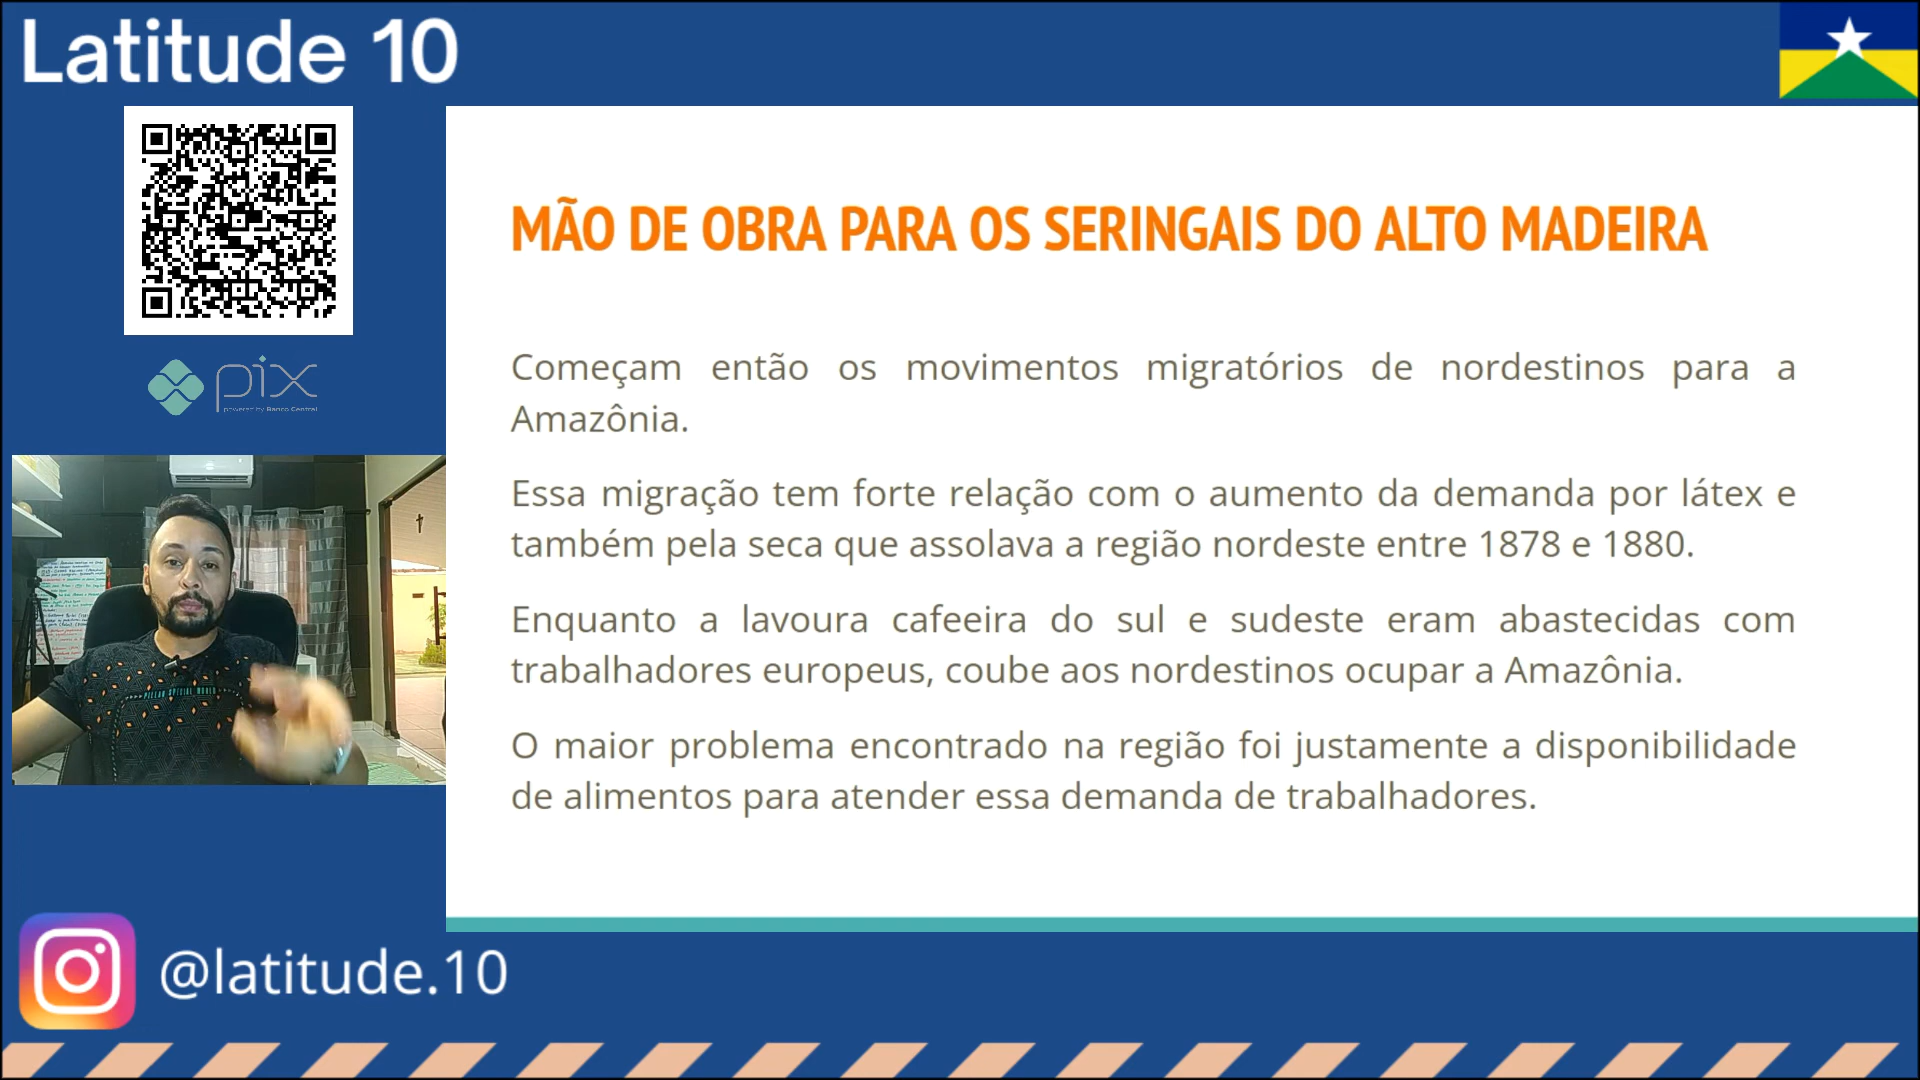 Latitude 10
pix
powered by Banco Central
MÃO DE OBRA PARA OS SERINGAIS DO ALTO MADEIRA
Começam então os movimentos migratórios de nordestinos para a
Amazônia.
Essa migração tem forte relação com o aumento da demanda por látex e
também pela seca que assolava a região nordeste entre 1878 e 1880.
Enquanto a lavoura cafeeira do sul e sudeste eram abastecidas com
trabalhadores europeus, coube aos nordestinos ocupar a Amazônia.
O maior problema encontrado na região foi justamente a disponibilidade
de alimentos para atender essa demanda de trabalhadores.
@latitude.10